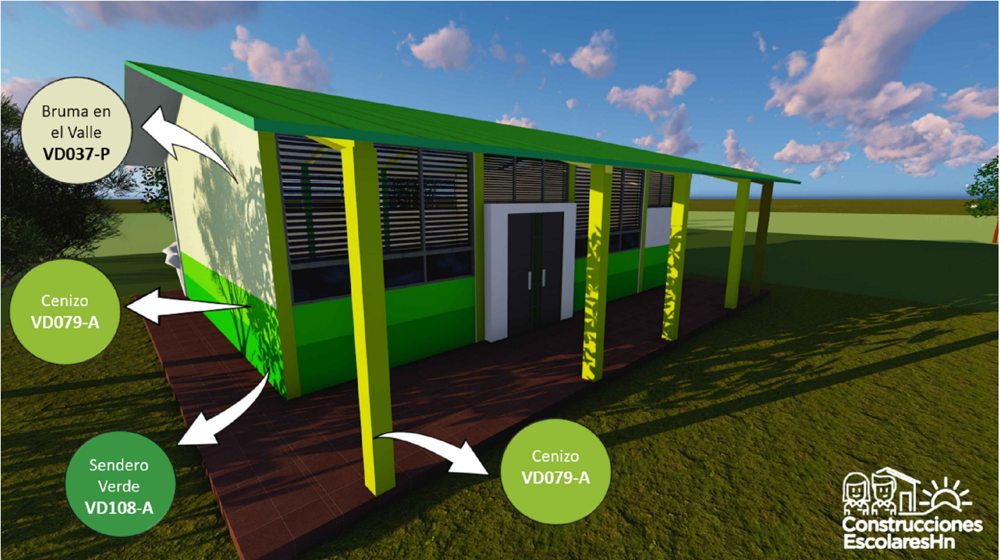 Bruma en
el Valle
VD037-P
Cenizo
VD079-A
Sendero
Verde
VD108-A
Cenizo
VD079-A
Construcciones
EscolaresHn